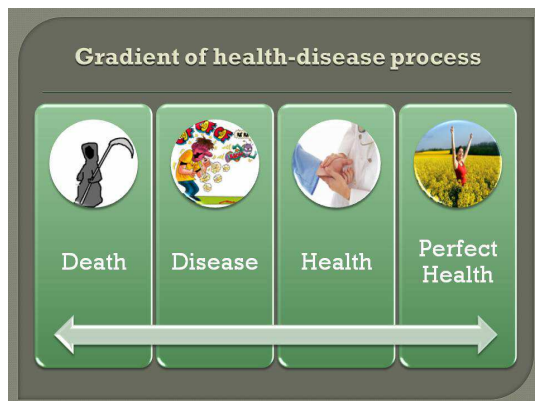 Gradient of health-disease process
Death
Disease
Health
Perfect
Health